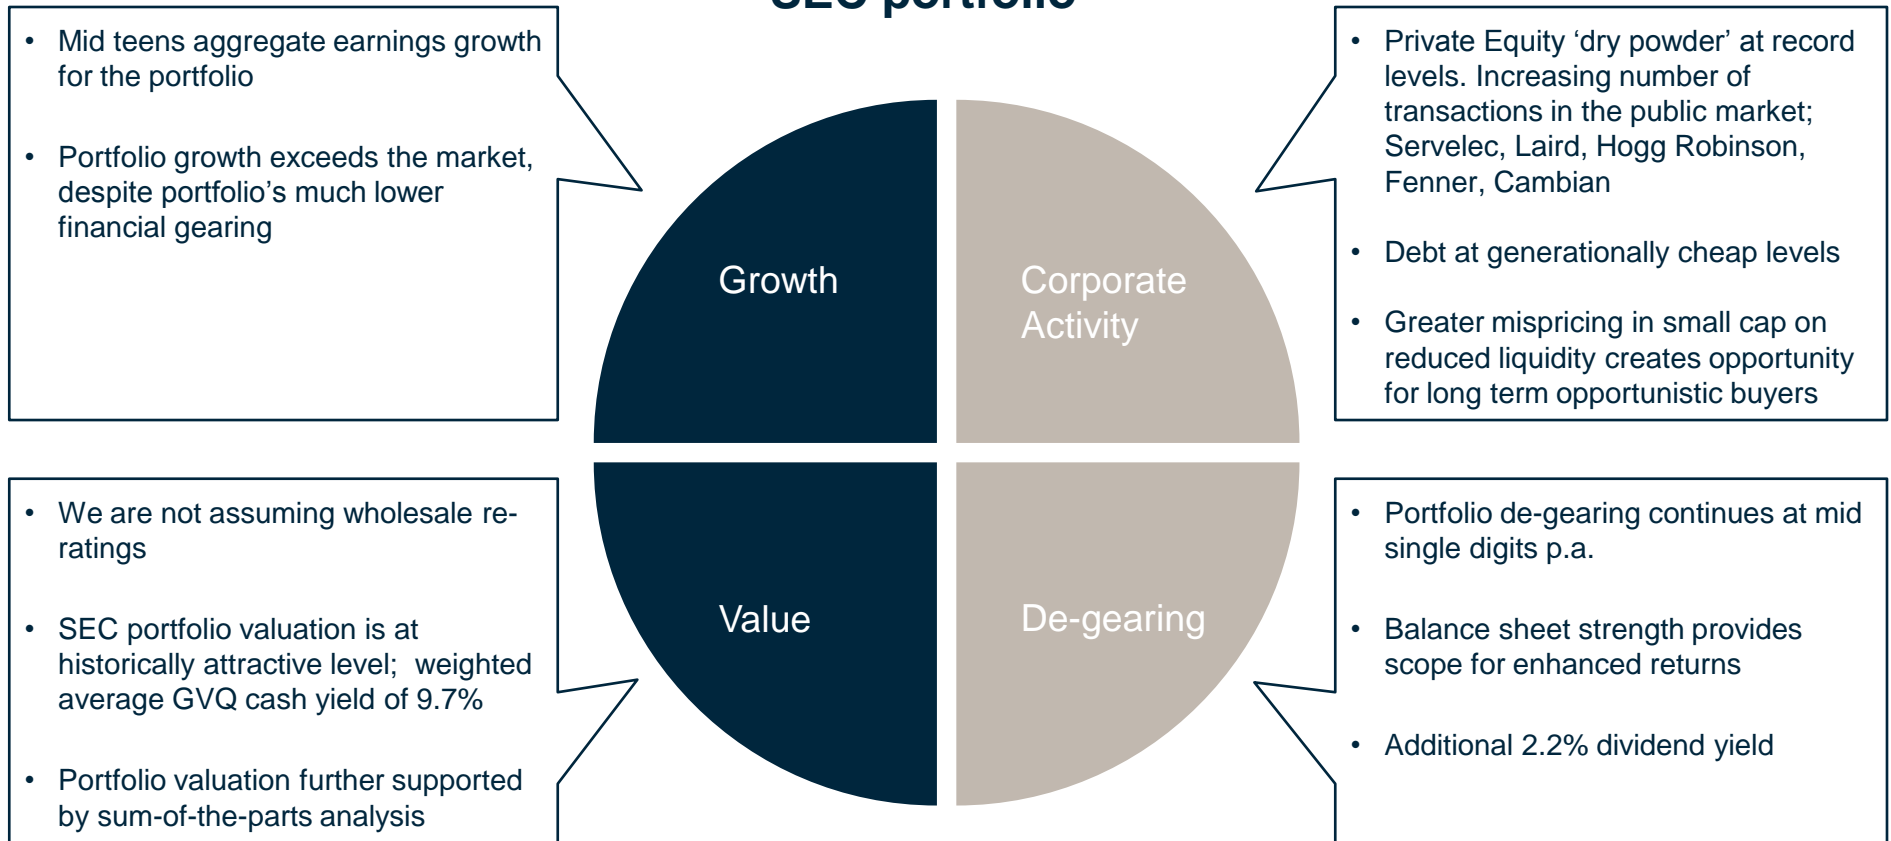 SEC portfolio
• Mid teens aggregate earnings growth
for the portfolio
• Portfolio growth exceeds the market,
despite portfolio’s much lower
financial gearing
• Private Equity ‘dry powder’ at record
levels. Increasing number of
transactions in the public market;
Servelec, Laird, Hogg Robinson,
Fenner, Cambian
• Debt at generationally cheap levels
• Greater mispricing in small cap on
reduced liquidity creates opportunity
for long term opportunistic buyers
Growth
Corporate
Activity
• We are not assuming wholesale re-
ratings
• SEC portfolio valuation is at
historically attractive level;  weighted
average GVQ cash yield of 9.7%
• Portfolio valuation further supported
by sum-of-the-parts analysis
Value
De-gearing
• Portfolio de-gearing continues at mid
single digits p.a.
• Balance sheet strength provides
scope for enhanced returns
• Additional 2.2% dividend yield